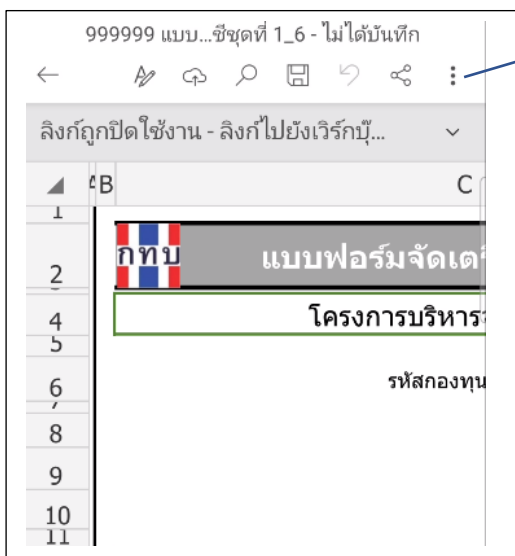 999999 แบบ...ชีชุดที่ 1_6 - ไม่ได้บันทึก
ลิงก์ถูกปิดใช้งาน - ลิงก์ไปยังเวิร์กบุ๊...
B C
1
กทบ แบบฟอร์มจัดเตรี
2
4 โครงการบริหาร
5
6 รหัสกองทุน
7
8
9
10
11